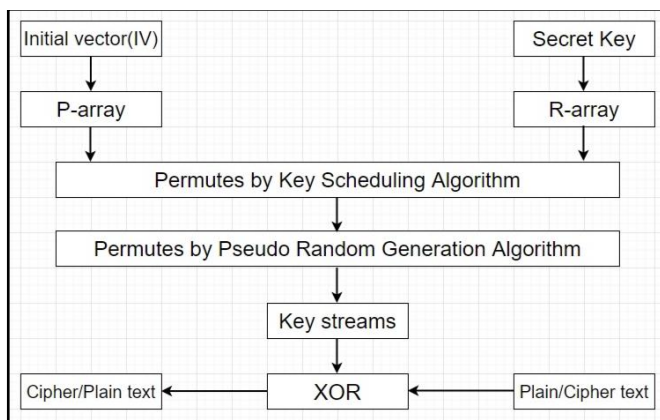 Initial vector(IV)
Secret Key
P-array
R-array
Permutes by Key Scheduling Algorithm
Permutes by Pseudo Random Generation Algorithm
Key streams
Cipher/Plain text
XOR
Plain/Cipher text